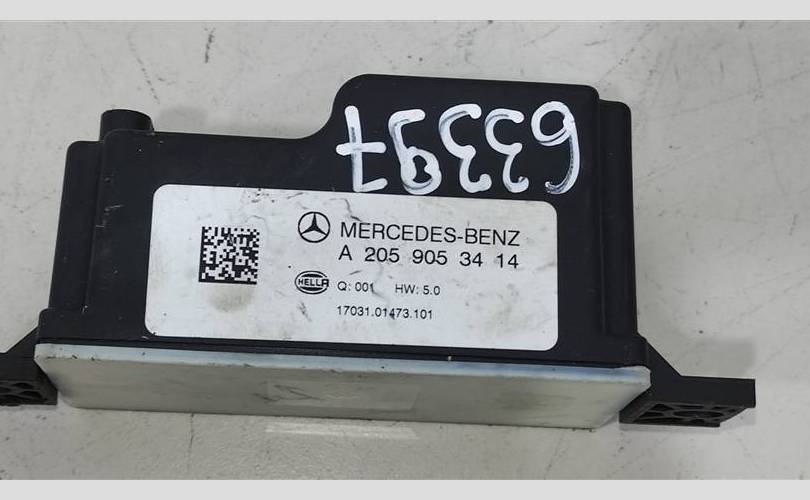 MERCEDES-BENZ
A 205 905 34 14
HELLA Q: 001 HW: 5.0
17031.01473.101